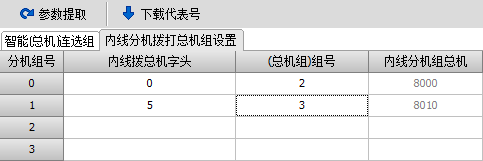 参数提取 下载代表号
智能(总机)连选组 内线分机拨打总机组设置
分机组号 内线拨总机字头 (总机组)组号 内线分机组总机
0 0 2 8000
1 5 3 8010
2
3